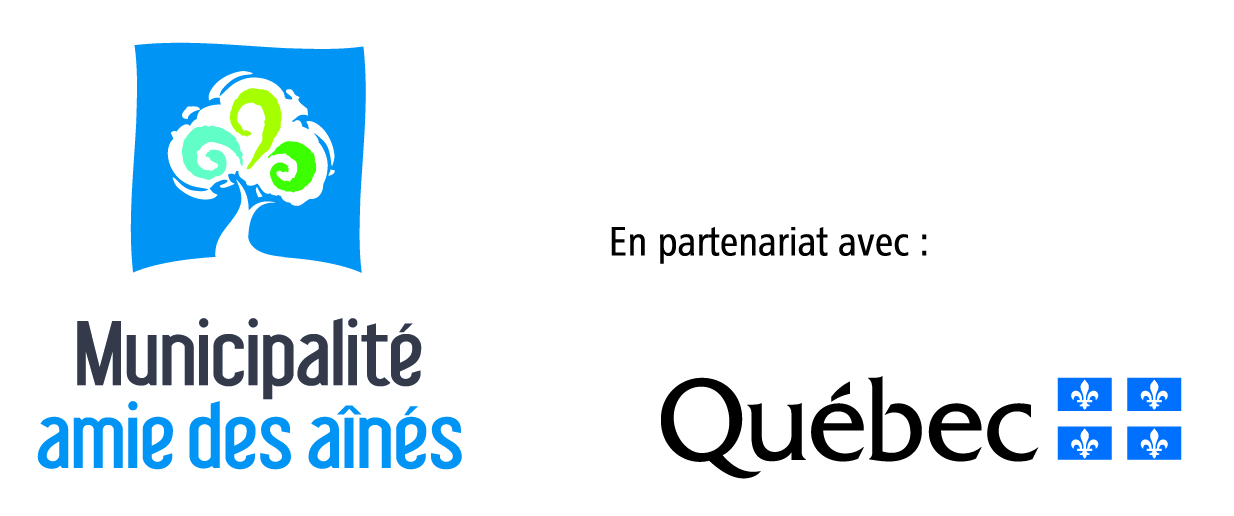 Municipalité
amie des aînés
En partenariat avec :
Québec